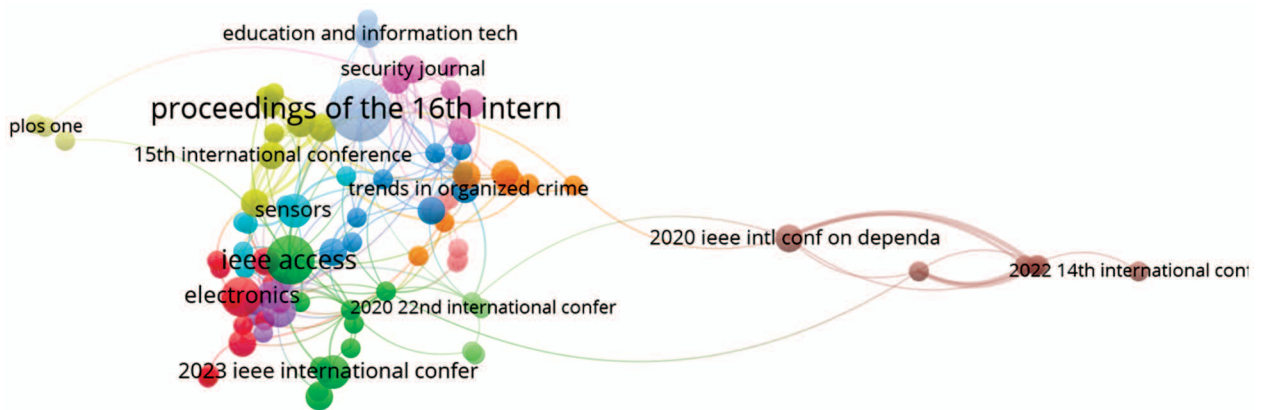 education and information tech
security journal
proceedings of the 16th intern
plos one
15th international conference
trends in organized crime
sensors
2020 ieee intl conf on dependa
ieee access
2022 14th international conf
electronics
2020 22nd international confer
2023 ieee international confer